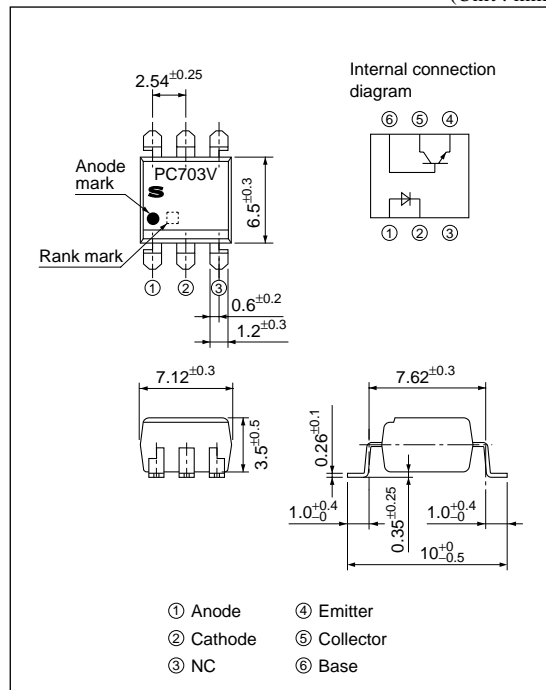 2.54±0.25
Internal connection
diagram
⑥ ⑤ ④
PC703V
Anode
mark
6.5±0.3
Rank mark
① ② ③
① ② ③
0.6±0.2
1.2±0.3
7.12±0.3
7.62±0.3
3.5±0.5
0.26±0.1
1.0+0.4−0
0.35±0.25
1.0+0.4−0
10+0−0.5
① Anode
④ Emitter
② Cathode
⑤ Collector
③ NC
⑥ Base